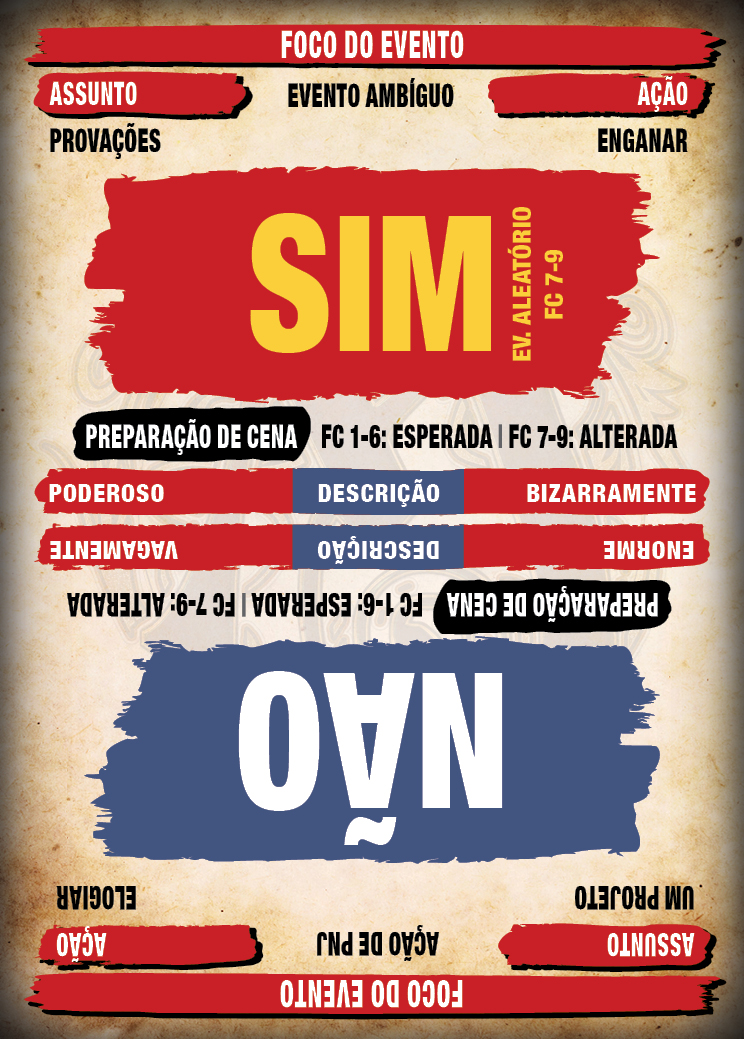 FOCO DO EVENTO
ASSUNTO EVENTO AMBÍGUO AÇÃO
PROVAÇÕES ENGANAR
SIM
EV. ALEATÓRIO
FC 7-9
PREPARAÇÃO DE CENA FC 1-6: ESPERADA | FC 7-9: ALTERADA
PODEROSO DESCRIÇÃO BIZARRAMENTE
FOCO DO EVENTO
ASSUNTO AÇÃO DE PNJ AÇÃO
UM PROJETO ELOGIAR
NÃO
PREPARAÇÃO DE CENA FC 1-6: ESPERADA | FC 7-9: ALTERADA
ENORME DESCRIÇÃO VAGAMENTE